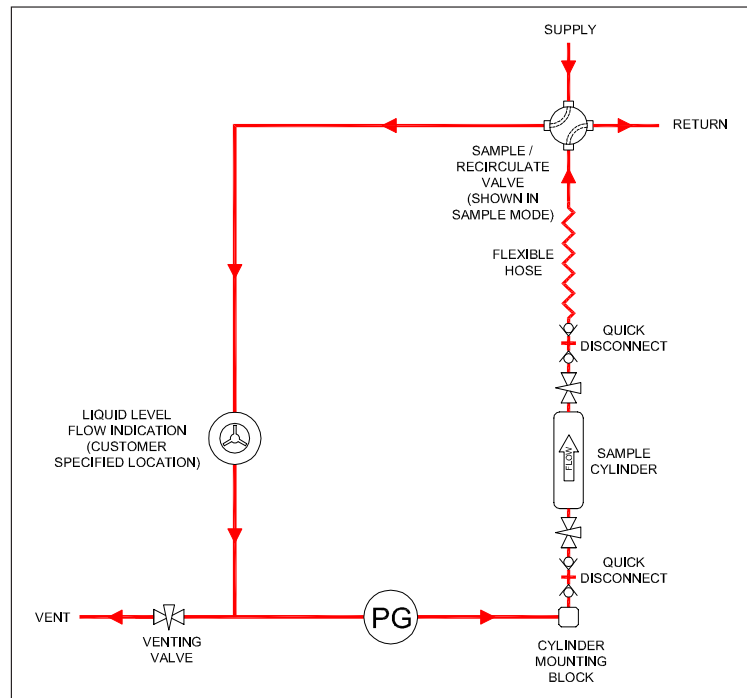 SUPPLY
RETURN
SAMPLE /
RECIRCULATE
VALVE
(SHOWN IN
SAMPLE MODE)
FLEXIBLE
HOSE
QUICK
DISCONNECT
LIQUID LEVEL
FLOW INDICATION
(CUSTOMER
SPECIFIED LOCATION)
FLOW
SAMPLE
CYLINDER
QUICK
DISCONNECT
VENT
VENTING
VALVE
PG
CYLINDER
MOUNTING
BLOCK